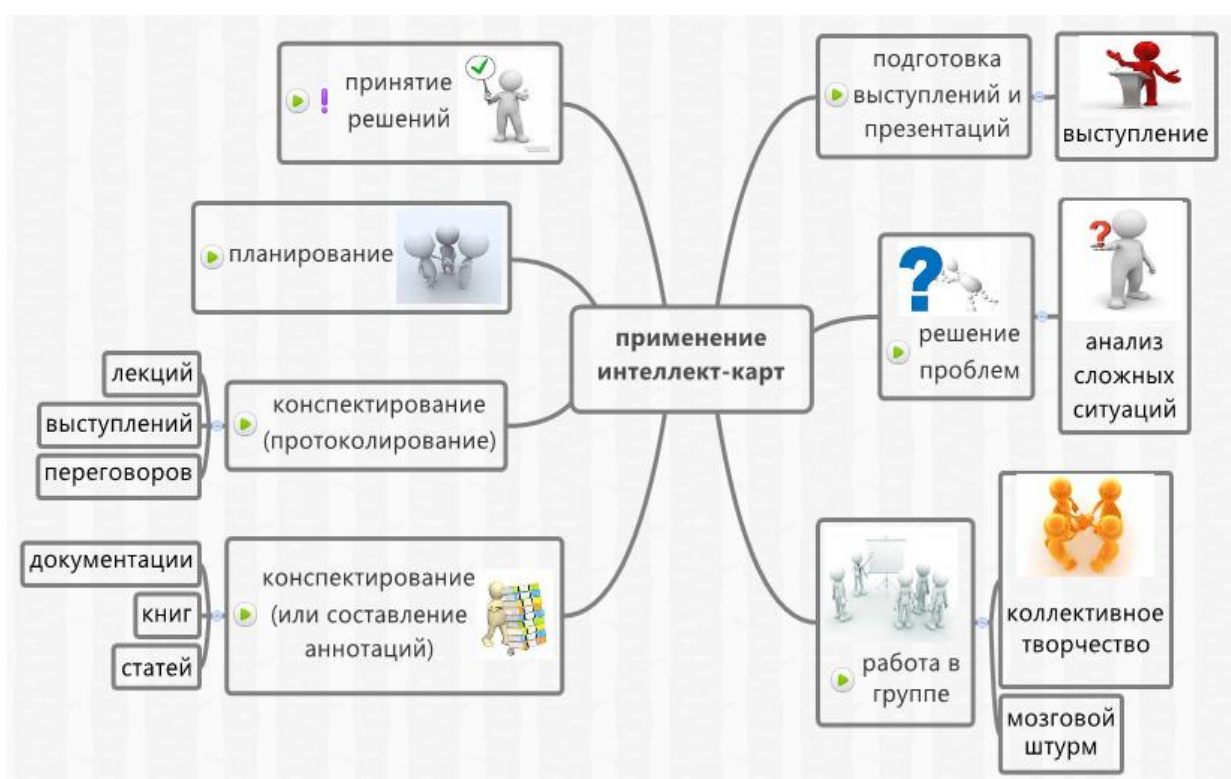 применение
интеллект-карт
принятие
решений
планирование
конспектирование
(протоколирование)
лекций
выступлений
переговоров
конспектирование
(или составление
аннотаций)
документации
книг
статей
подготовка
выступлений и
презентаций
выступление
решение
проблем
анализ
сложных
ситуаций
работа в
группе
коллективное
творчество
мозговой
штурм